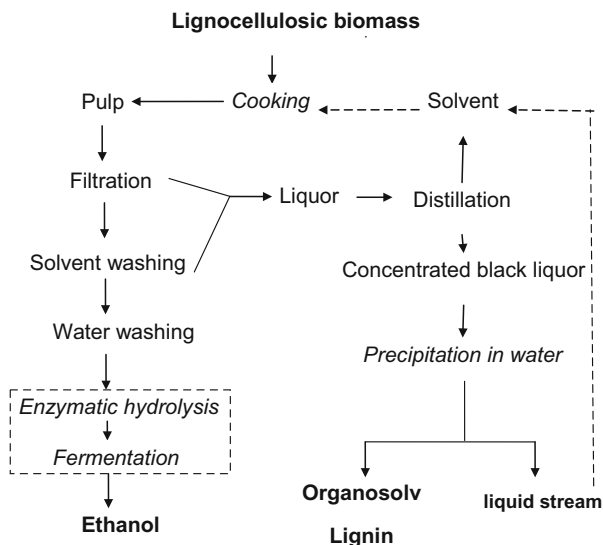 Lignocellulosic biomass
Pulp
Cooking
Solvent
Filtration
Liquor
Distillation
Solvent washing
Concentrated black liquor
Water washing
Precipitation in water
Enzymatic hydrolysis
Fermentation
Organosolv
Lignin
liquid stream
Ethanol